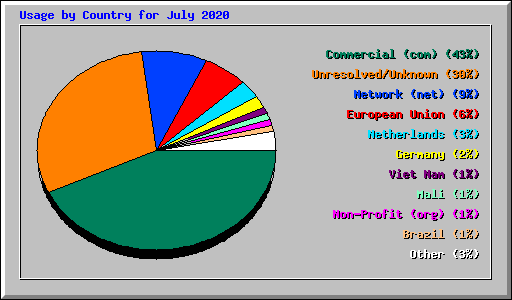 Usage by Country for July 2020
Commercial (com) (43%)
Unresolved/Unknown (30%)
Network (net) (9%)
European Union (6%)
Netherlands (3%)
Germany (2%)
Viet Nam (1%)
Mali (1%)
Non-Profit (org) (1%)
Brazil (1%)
Other (3%)